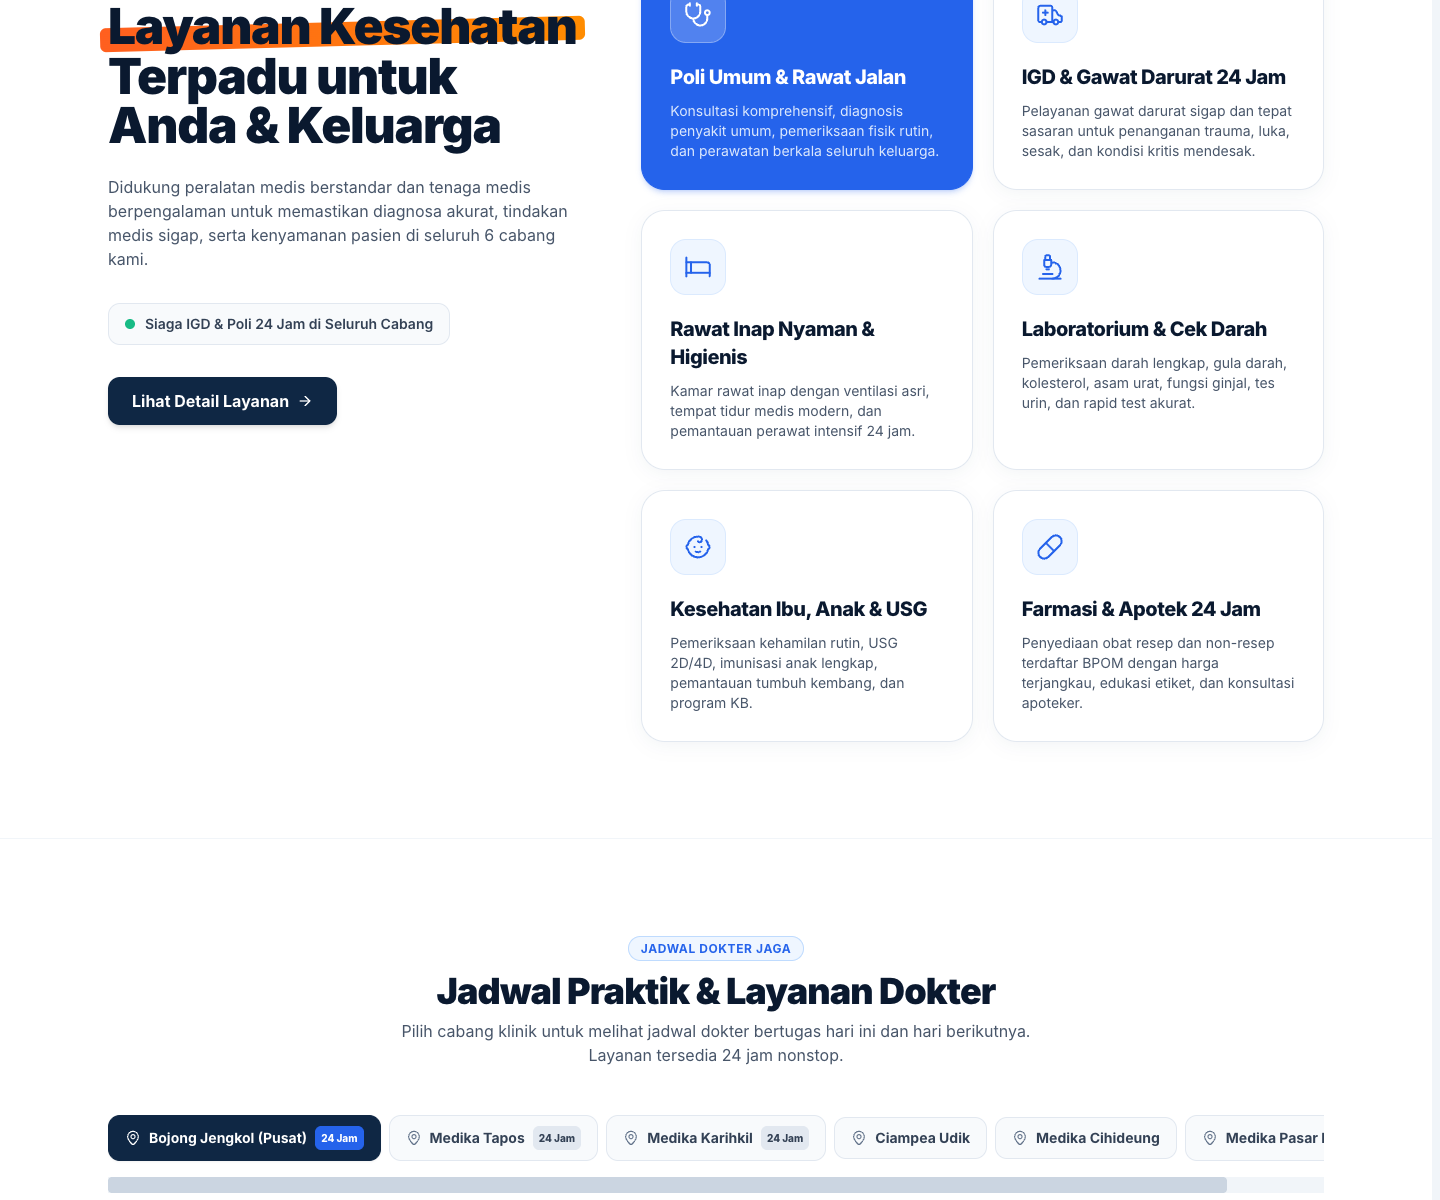 Layanan Kesehatan
Terpadu untuk
Anda & Keluarga
Didukung peralatan medis berstandar dan tenaga medis
berpengalaman untuk memastikan diagnosa akurat, tindakan
medis sigap, serta kenyamanan pasien di seluruh 6 cabang
kami.
Siaga IGD & Poli 24 Jam di Seluruh Cabang
Lihat Detail Layanan
Poli Umum & Rawat Jalan
Konsultasi komprehensif, diagnosis
penyakit umum, pemeriksaan fisik rutin,
dan perawatan berkala seluruh keluarga.
IGD & Gawat Darurat 24 Jam
Pelayanan gawat darurat sigap dan tepat
sasaran untuk penanganan trauma, luka,
sesak, dan kondisi kritis mendesak.
Rawat Inap Nyaman &
Higienis
Kamar rawat inap dengan ventilasi asri,
tempat tidur medis modern, dan
pemantauan perawat intensif 24 jam.
Laboratorium & Cek Darah
Pemeriksaan darah lengkap, gula darah,
kolesterol, asam urat, fungsi ginjal, tes
urin, dan rapid test akurat.
Kesehatan Ibu, Anak & USG
Pemeriksaan kehamilan rutin, USG
2D/4D, imunisasi anak lengkap,
pemantauan tumbuh kembang, dan
program KB.
Farmasi & Apotek 24 Jam
Penyediaan obat resep dan non-resep
terdaftar BPOM dengan harga
terjangkau, edukasi etiket, dan konsultasi
apoteker.
JADWAL DOKTER JAGA
Jadwal Praktik & Layanan Dokter
Pilih cabang klinik untuk melihat jadwal dokter bertugas hari ini dan hari berikutnya.
Layanan tersedia 24 jam nonstop.
Bojong Jengkol (Pusat) 24 Jam
Medika Tapos 24 Jam
Medika Karihkil 24 Jam
Ciampea Udik
Medika Cihideung
Medika Pasar